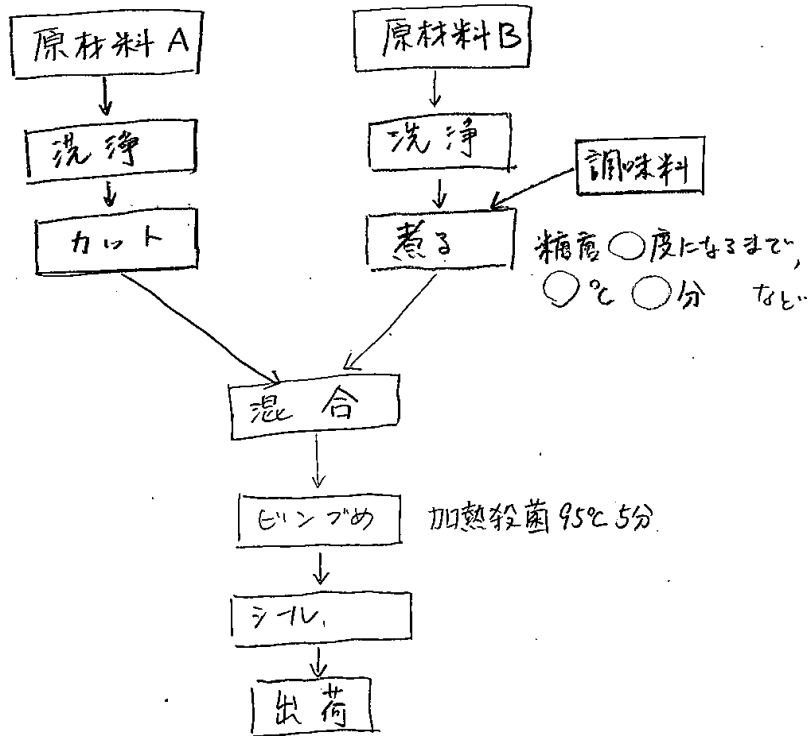 原材料A
原材料B
洗浄
洗浄
調味料
カット
煮る
糖度○度になるまで、
○℃ ○分 など
混合
ビンづめ
加熱殺菌95℃ 5分
シール
出荷